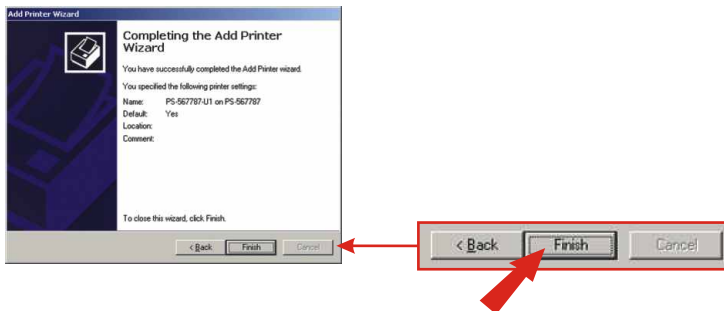 Add Printer Wizard
Completing the Add Printer
Wizard
You have successfully completed the Add Printer wizard.
You specified the following printer settings:
Name: PS-567787-U1 on PS-567787
Default: Yes
Location:
Comment:
To close this wizard, click Finish.
< Back Finish Cancel
< Back Finish Cancel